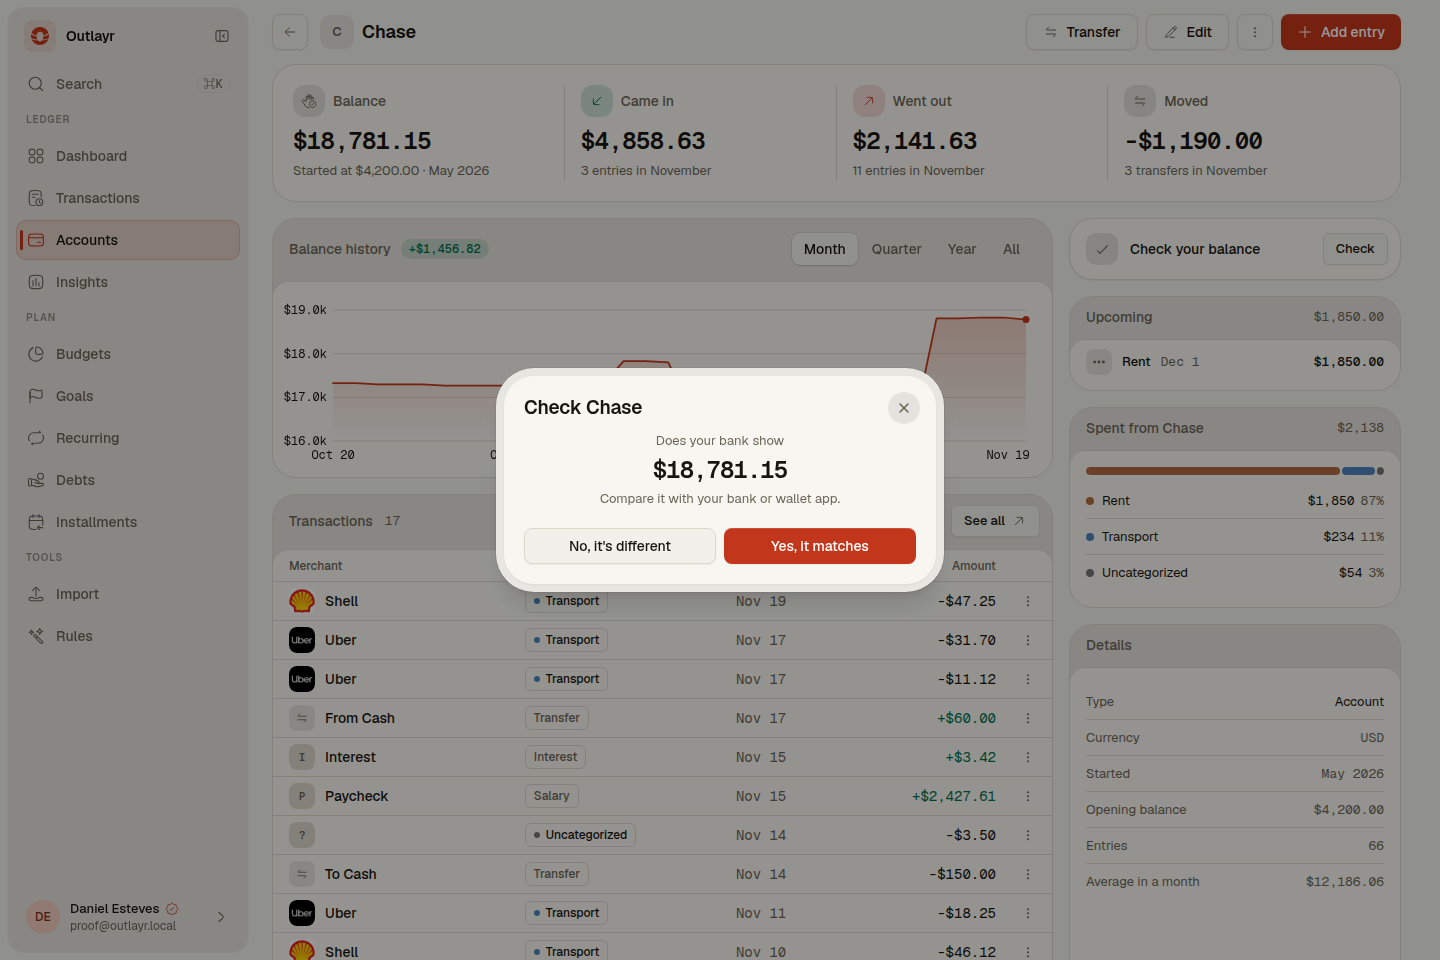 Outlayr
Search
⌘K
LEDGER
Dashboard
Transactions
Accounts
Insights
PLAN
Budgets
Goals
Recurring
Debts
Installments
TOOLS
Import
Rules
DE
Daniel Esteves
proof@outlayr.local
C
Chase
Transfer
Edit
Add entry
Balance
$18,781.15
Started at $4,200.00 · May 2026
Came in
$4,858.63
3 entries in November
Went out
$2,141.63
11 entries in November
Moved
-$1,190.00
3 transfers in November
Balance history
+$1,456.82
Month
Quarter
Year
All
$19.0k
$18.0k
$17.0k
$16.0k
Oct 20
Nov 19
Check Chase
Does your bank show
$18,781.15
Compare it with your bank or wallet app.
No, it's different
Yes, it matches
Transactions 17
See all
Merchant
Amount
Shell Transport Nov 19 -$47.25
Uber Uber Transport Nov 17 -$31.70
Uber Uber Transport Nov 17 -$11.12
From Cash Transfer Nov 17 +$60.00
I Interest Interest Nov 15 +$3.42
P Paycheck Salary Nov 15 +$2,427.61
? Uncategorized Nov 14 -$3.50
To Cash Transfer Nov 14 -$150.00
Uber Uber Transport Nov 11 -$18.25
Shell Transport Nov 10 -$46.12
Check your balance
Check
Upcoming $1,850.00
Rent Dec 1 $1,850.00
Spent from Chase $2,138
Rent $1,850 87%
Transport $234 11%
Uncategorized $54 3%
Details
Type Account
Currency USD
Started May 2026
Opening balance $4,200.00
Entries 66
Average in a month $12,186.06